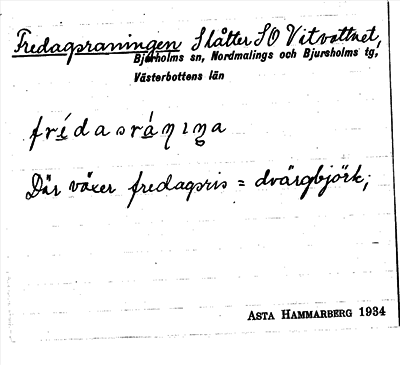 Fredagsraningen Slåtter SO Vitvattnet,
Bjurholms sn, Nordmalings och Bjursholms tg,
Västerbottens län
frédasráŋıŋa
Där växer fredagsris = dvärgbjörk;
ASTA HAMMARBERG 1934